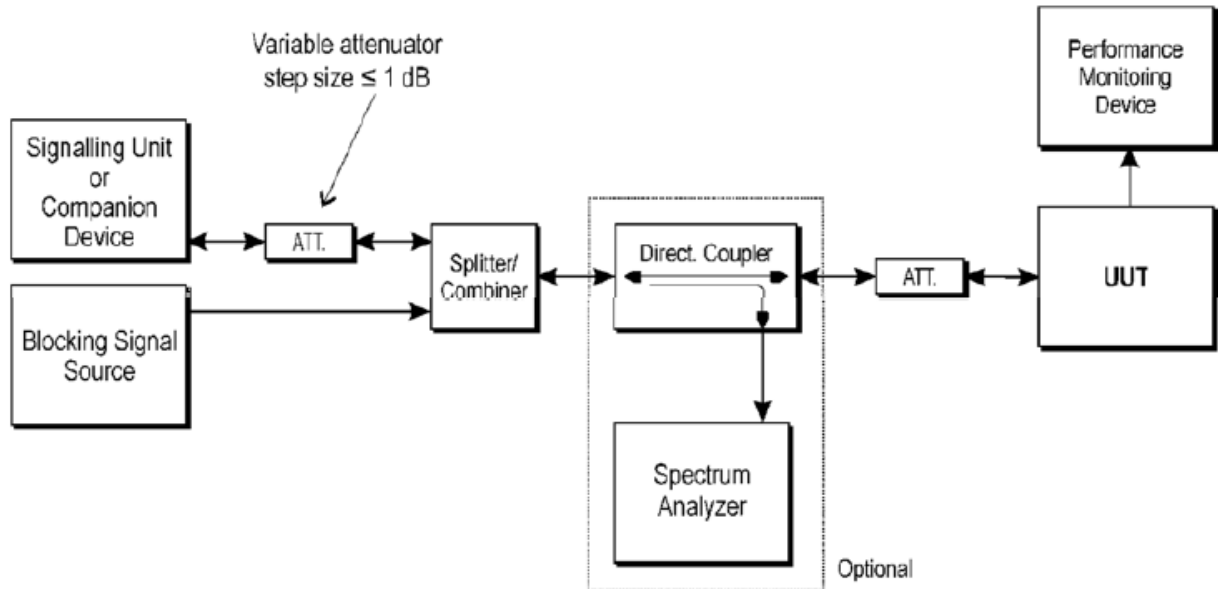 Variable attenuator
step size ≤ 1 dB
Performance
Monitoring
Device
Signalling Unit
or
Companion
Device
ATT.
Splitter/
Combiner
Direct. Coupler
ATT.
UUT
Blocking Signal
Source
Spectrum
Analyzer
Optional